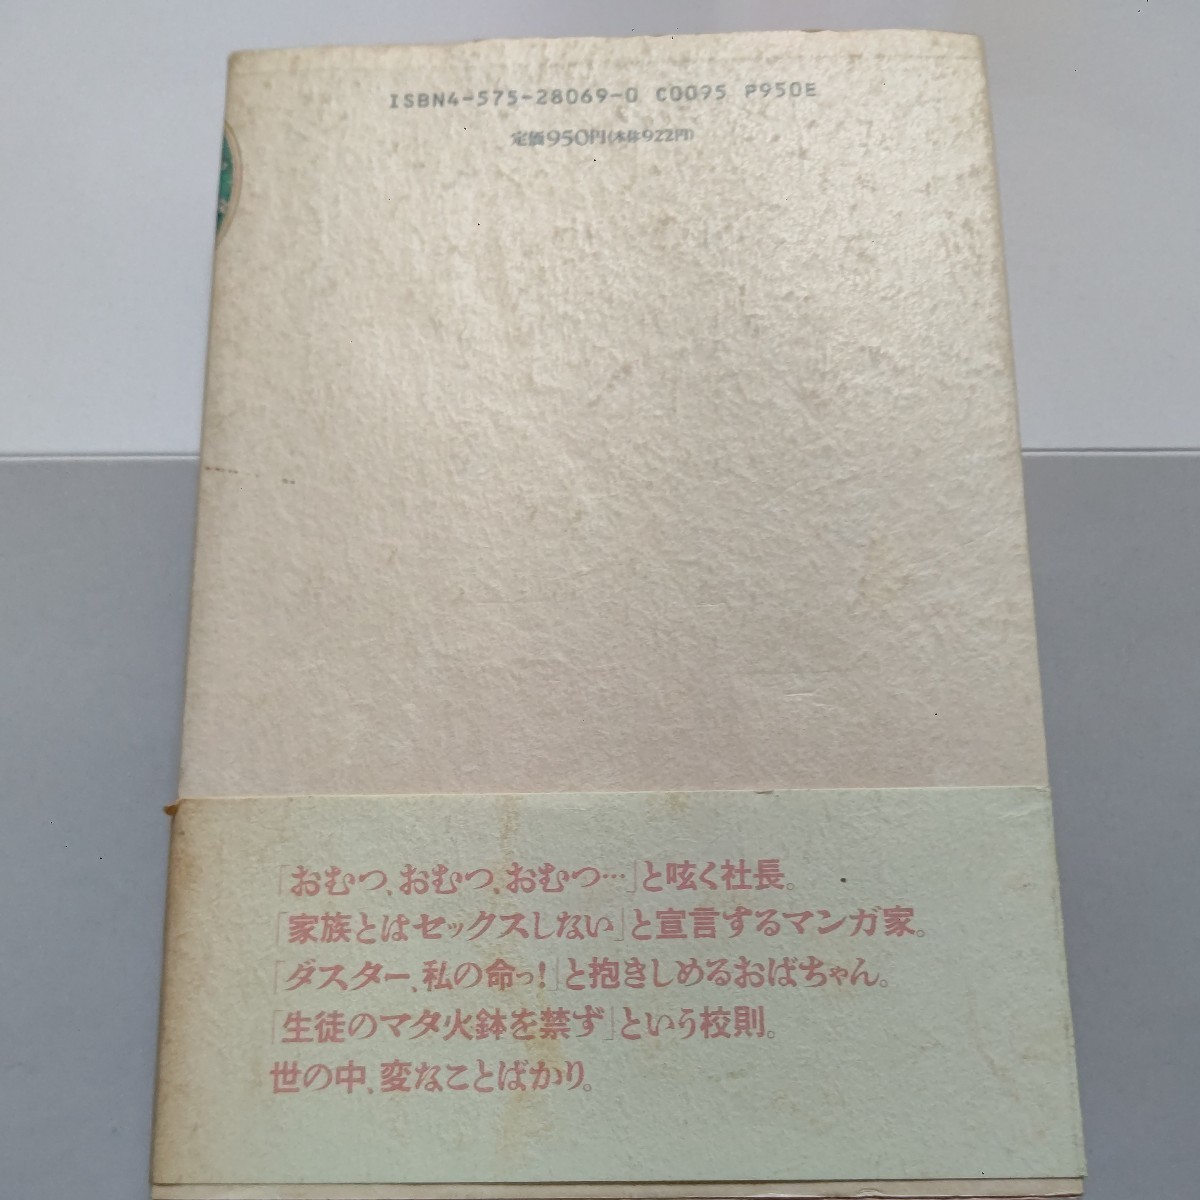 ISBN4-575-28069-0 C0095 P950E
定価950円(本体922円)
「おむつ、おむつ、おむつ…」と呟く社長。
「家族とはセックスしない」と宣言するマンガ家。
「ダスター、私の命っ!」と抱きしめるおばちゃん。
「生徒のマタ火鉢を禁ず」という校則。
世の中、変なことばかり。